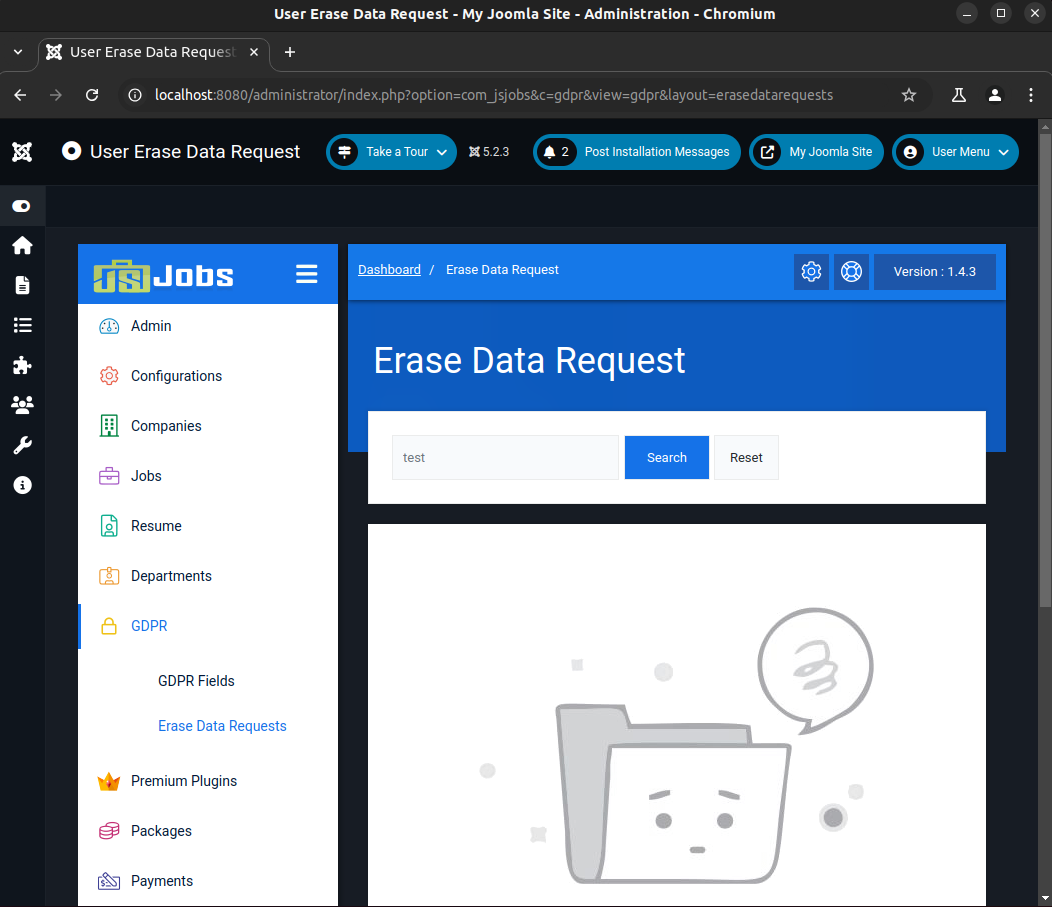 User Erase Data Request - My Joomla Site - Administration - Chromium
User Erase Data Request
localhost:8080/administrator/index.php?option=com_jsjobs&c=gdpr&view=gdpr&layout=erasedatarequests
User Erase Data Request
Take a Tour
5.2.3
2 Post Installation Messages
My Joomla Site
User Menu
JS Jobs
Dashboard / Erase Data Request
Version : 1.4.3
Admin
Configurations
Companies
Jobs
Resume
Departments
GDPR
GDPR Fields
Erase Data Requests
Premium Plugins
Packages
Payments
Erase Data Request
test
Search
Reset